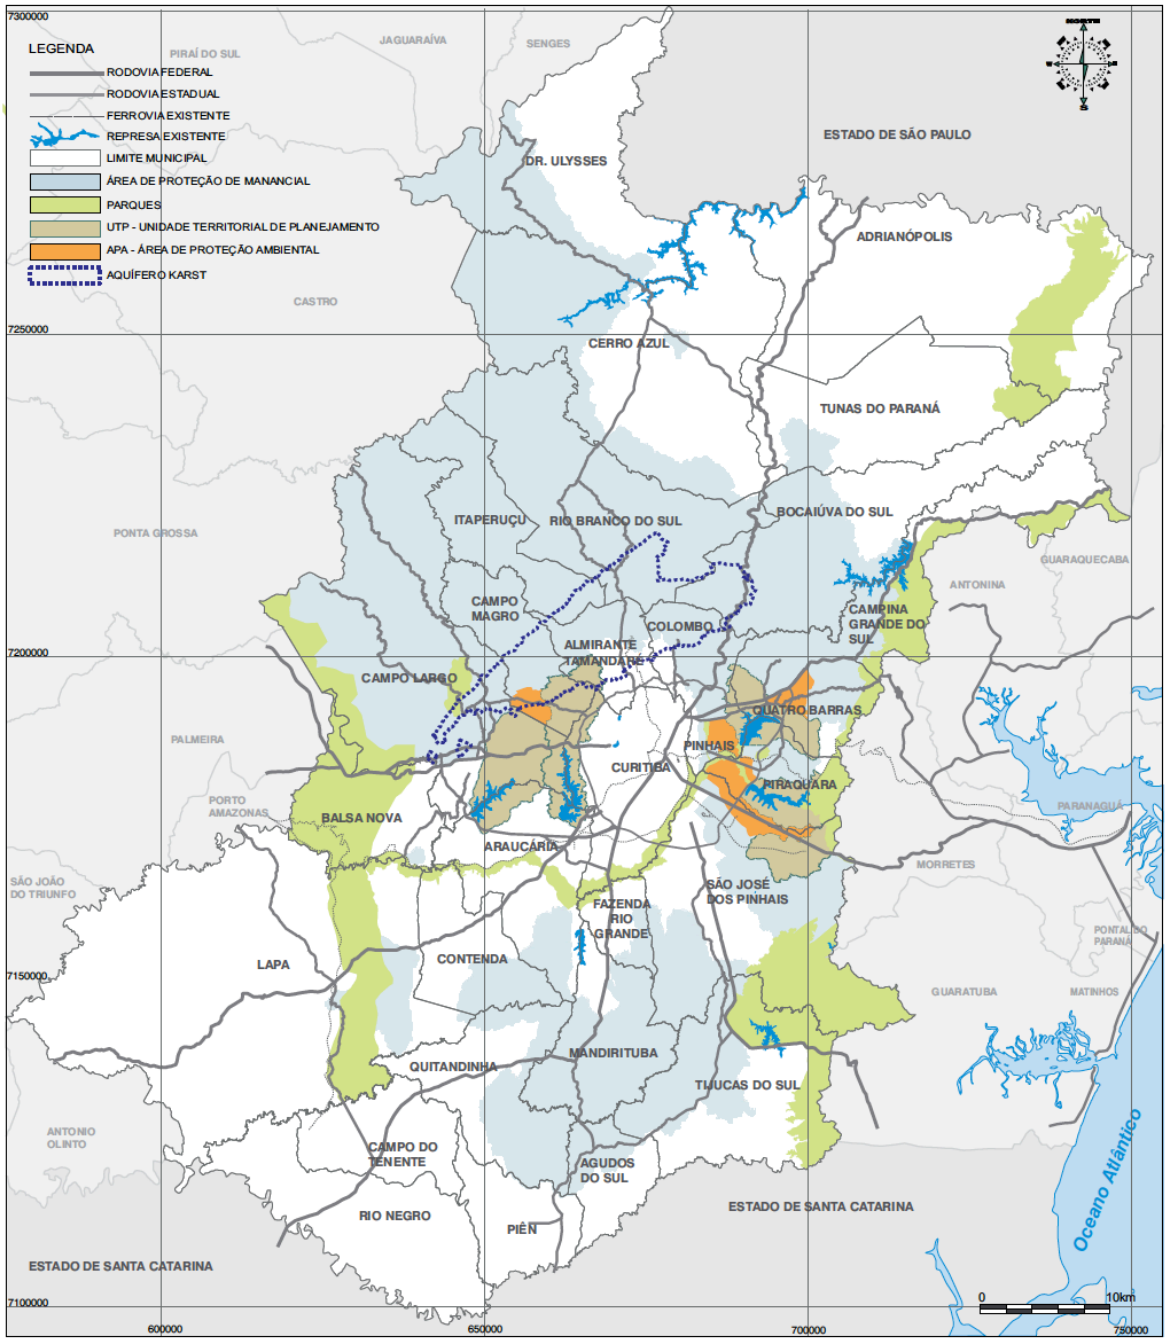 7300000
NORTH
W
E
S
LEGENDA
RODOVIA FEDERAL
RODOVIA ESTADUAL
FERROVIA EXISTENTE
REPRESA EXISTENTE
LIMITE MUNICIPAL
ÁREA DE PROTEÇÃO DE MANANCIAL
PARQUES
UTP - UNIDADE TERRITORIAL DE PLANEJAMENTO
APA - ÁREA DE PROTEÇÃO AMBIENTAL
AQUÍFERO KARST
JAGUARAÍVA
SENGES
PIRAÍ DO SUL
ESTADO DE SÃO PAULO
DR. ULYSSES
ADRIANÓPOLIS
CASTRO
7250000
CERRO AZUL
TUNAS DO PARANÁ
ITAPERUÇU
RIO BRANCO DO SUL
BOCAIÚVA DO SUL
PONTA GROSSA
GUARAQUECABA
ANTONINA
CAMPO
MAGRO
CAMPINA
GRANDE DO
SUL
COLOMBO
ALMIRANTE
TAMANDARÉ
7200000
CAMPO LARGO
QUATRO BARRAS
PALMEIRA
PINHAIS
CURITIBA
PIRAQUARA
PORTO
AMAZONAS
PARANAGUÁ
BALSA NOVA
ARAUCÁRIA
MORRETES
SÃO JOÃO
DO TRIUNFO
SÃO JOSÉ
DOS PINHAIS
FAZENDA
RIO
GRANDE
PONTAL DO
PARANÁ
CONTENDA
LAPA
7150000
GUARATUBA
MATINHOS
MANDIRITUBA
QUITANDINHA
TIJUCAS DO SUL
ANTONIO
OLINTO
CAMPO DO
TENENTE
AGUDOS
DO SUL
Oceano Atlântico
RIO NEGRO
PIÊN
ESTADO DE SANTA CATARINA
ESTADO DE SANTA CATARINA
0
10km
7100000
600000
650000
700000
750000